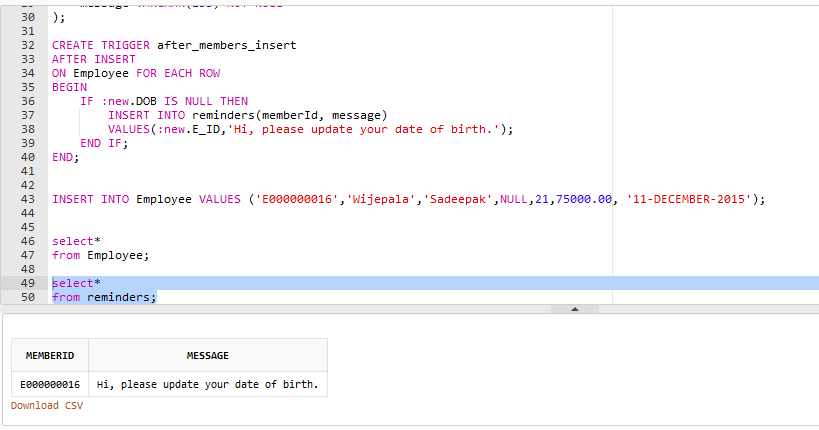 30 );
31
32 CREATE TRIGGER after_members_insert
33 AFTER INSERT
34 ON Employee FOR EACH ROW
35 BEGIN
36 IF :new.DOB IS NULL THEN
37 INSERT INTO reminders(memberId, message)
38 VALUES(:new.E_ID,'Hi, please update your date of birth.');
39 END IF;
40 END;
41
42
43 INSERT INTO Employee VALUES ('E000000016','Wijepala','Sadeepak',NULL,21,75000.00, '11-DECEMBER-2015');
44
45
46 select*
47 from Employee;
48
49 select*
50 from reminders;
MEMBERID MESSAGE
E000000016 Hi, please update your date of birth.
Download CSV